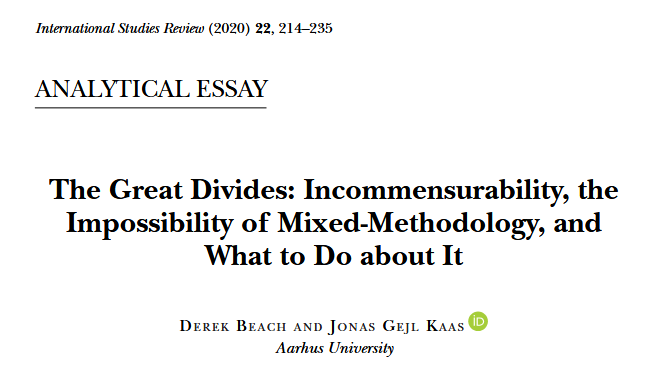 International Studies Review (2020) 22, 214–235
ANALYTICAL ESSAY
The Great Divides: Incommensurability, the
Impossibility of Mixed-Methodology, and
What to Do about It
DEREK BEACH AND JONAS GEJL KAAS iD
Aarhus University